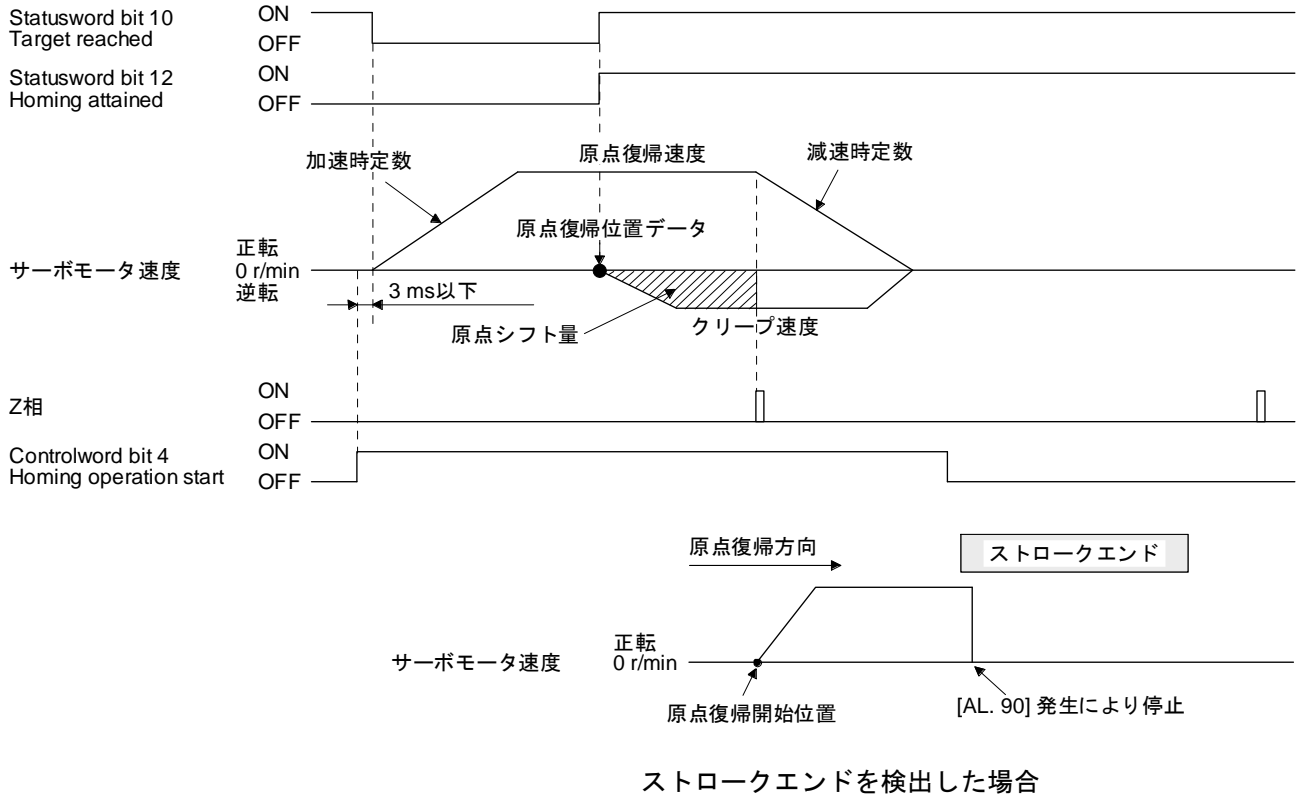 Statusword bit 10
Target reached
ON
OFF
Statusword bit 12
Homing attained
ON
OFF
加速時定数
原点復帰速度
減速時定数
原点復帰位置データ
サーボモータ速度
正転
0 r/min
逆転
3 ms以下
原点シフト量
クリープ速度
Z相
ON
OFF
Controlword bit 4
Homing operation start
ON
OFF
原点復帰方向
ストロークエンド
サーボモータ速度
正転
0 r/min
原点復帰開始位置
[AL. 90] 発生により停止
ストロークエンドを検出した場合